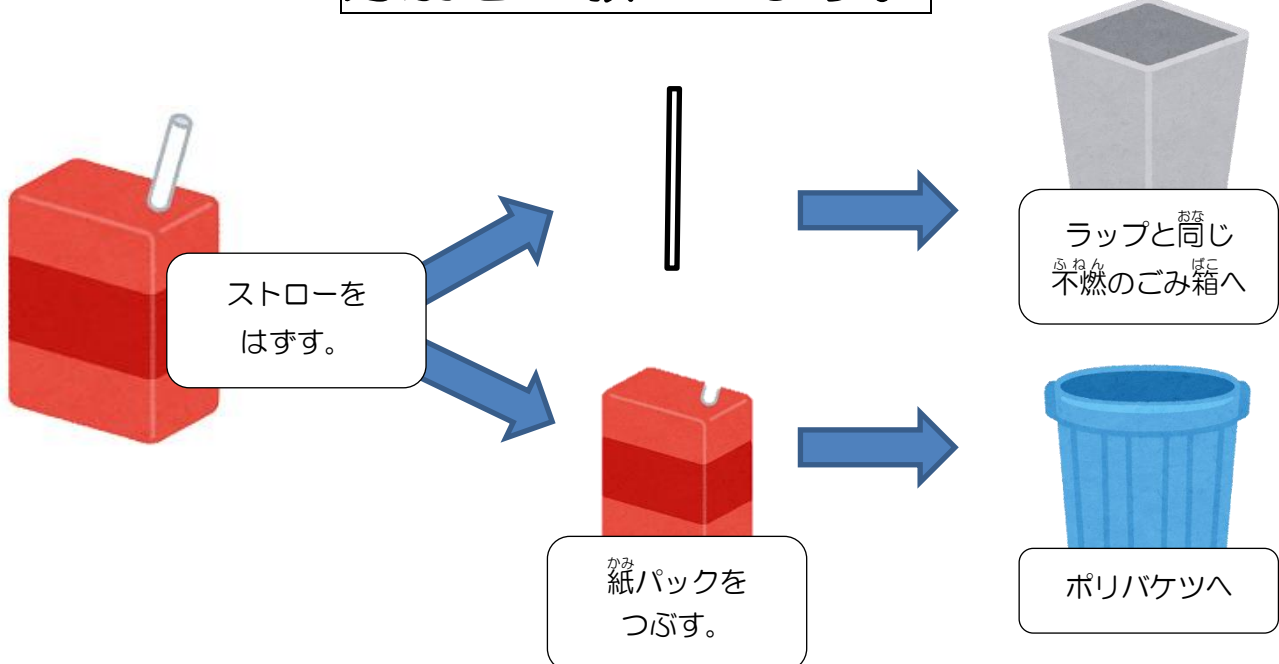 ストローを
はずす。
ラップと同じ
不燃のごみ箱へ
紙パックを
つぶす。
ポリバケツへ